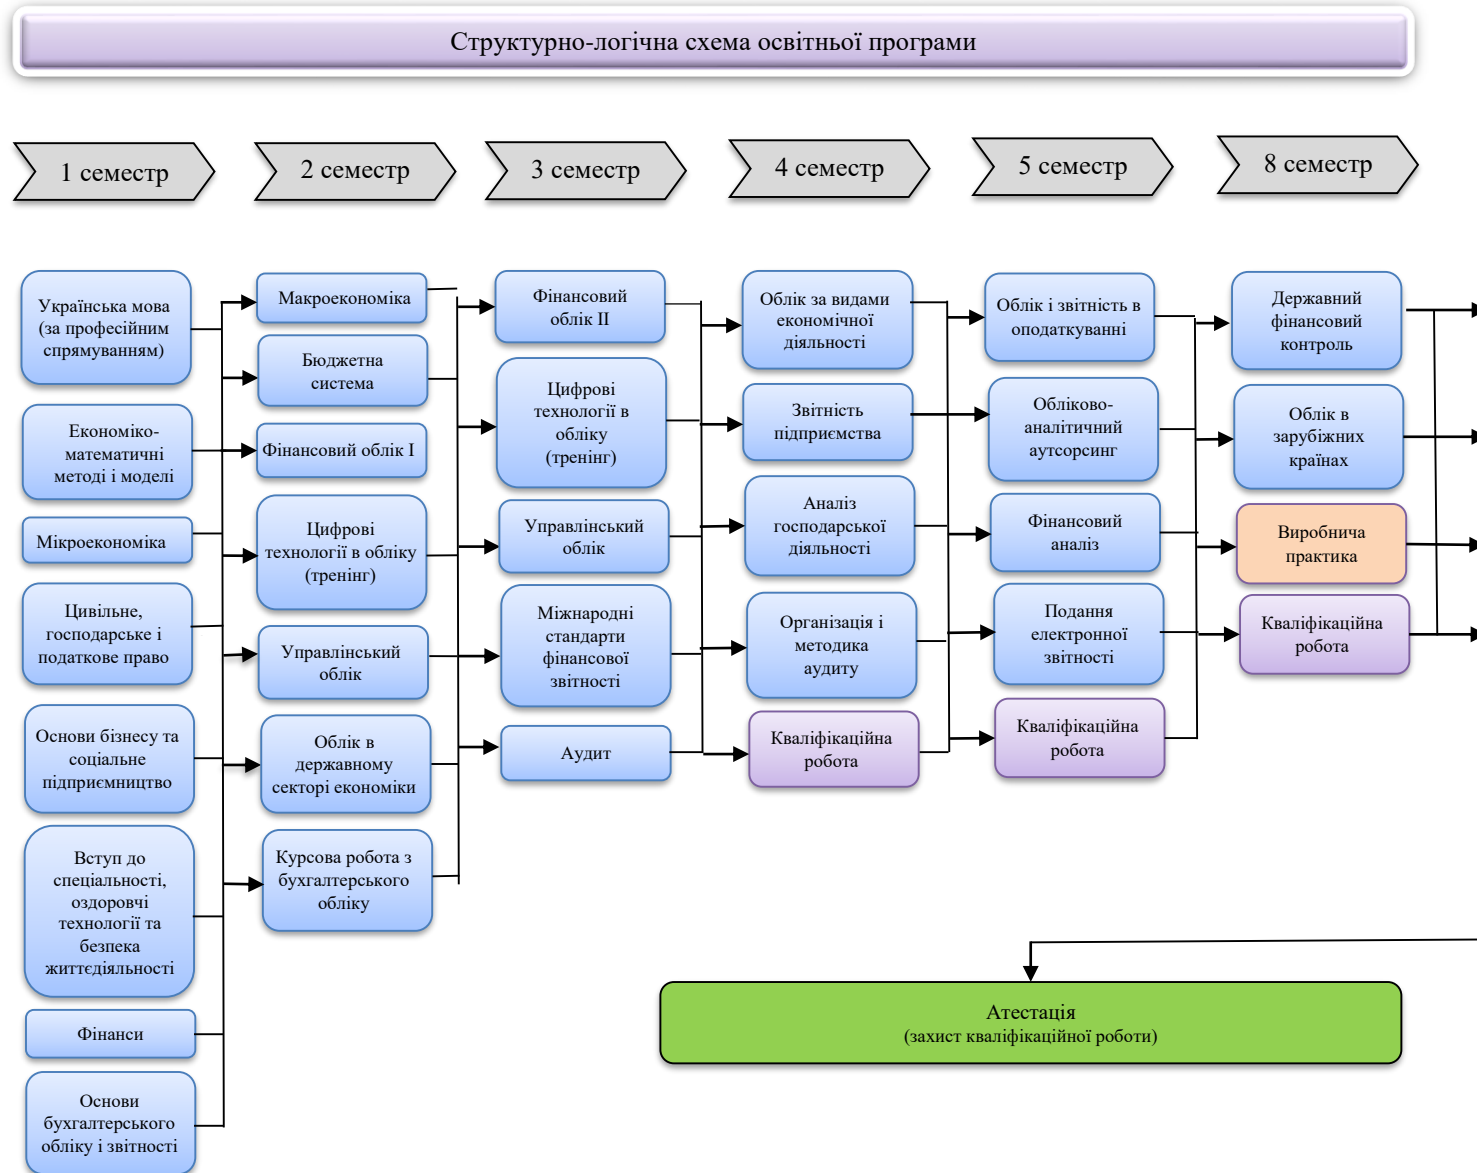 Структурно-логічна схема освітньої програми
1 семестр
2 семестр
3 семестр
4 семестр
5 семестр
8 семестр
Українська мова
(за професійним
спрямуванням)
Економіко-
математичні
методі і моделі
Мікроекономіка
Цивільне,
господарське і
податкове право
Основи бізнесу та
соціальне
підприємництво
Вступ до
спеціальності,
оздоровчі
технології та
безпека
життєдіяльності
Фінанси
Основи
бухгалтерського
обліку і звітності
Макроекономіка
Бюджетна
система
Фінансовий облік І
Цифрові
технології в обліку
(тренінг)
Управлінський
облік
Облік в
державному
секторі економіки
Курсова робота з
бухгалтерського
обліку
Фінансовий
облік ІІ
Цифрові
технології в
обліку
(тренінг)
Управлінський
облік
Міжнародні
стандарти
фінансової
звітності
Аудит
Облік за видами
економічної
діяльності
Звітність
підприємства
Аналіз
господарської
діяльності
Організація і
методика
аудиту
Кваліфікаційна
робота
Облік і звітність в
оподаткуванні
Обліково-
аналітичний
аутсорсинг
Фінансовий
аналіз
Подання
електронної
звітності
Кваліфікаційна
робота
Державний
фінансовий
контроль
Облік в
зарубіжних
країнах
Виробнича
практика
Кваліфікаційна
робота
Атестація
(захист кваліфікаційної роботи)